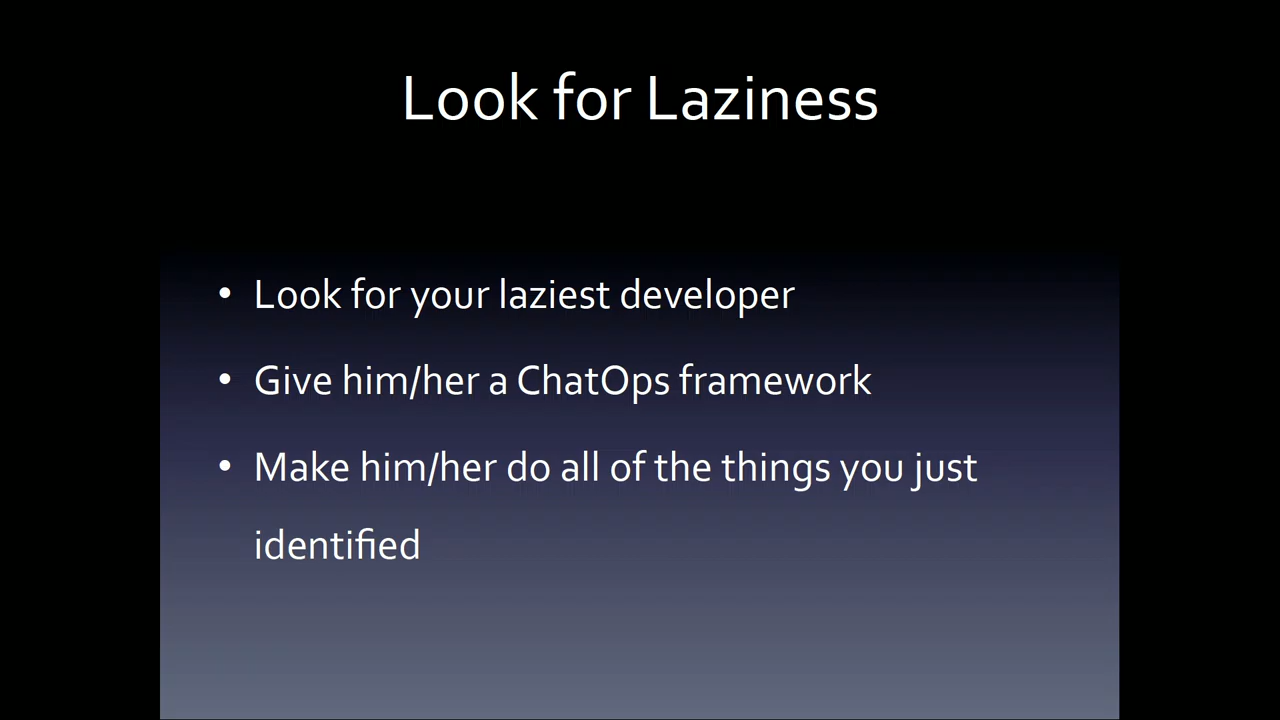 Look for Laziness
• Look for your laziest developer
• Give him/her a ChatOps framework
• Make him/her do all of the things you just
identified